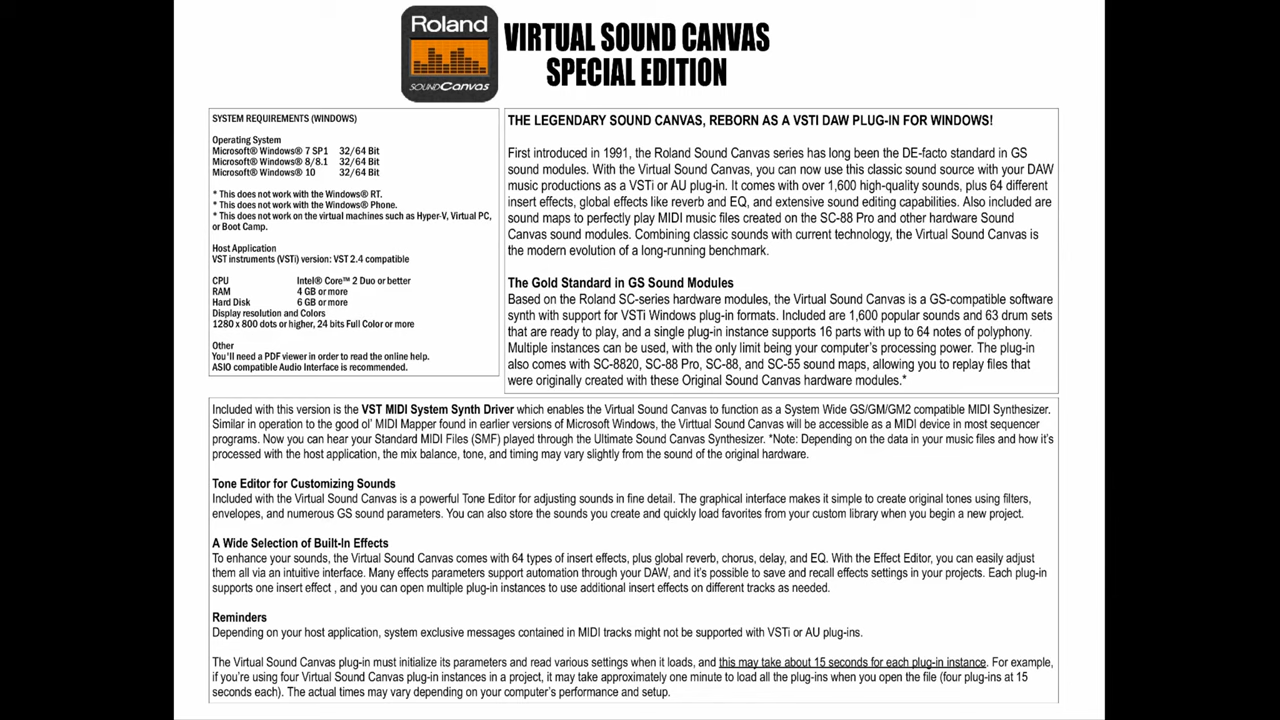 Roland
SOUNDCanvas
VIRTUAL SOUND CANVAS
SPECIAL EDITION
SYSTEM REQUIREMENTS (WINDOWS)
Operating System
Microsoft® Windows® 7 SP1 32/64 Bit
Microsoft® Windows® 8/8.1 32/64 Bit
Microsoft® Windows® 10 32/64 Bit
* This does not work with the Windows® RT.
* This does not work with the Windows® Phone.
* This does not work on the virtual machines such as Hyper-V, Virtual PC,
or Boot Camp.
Host Application
VST instruments (VSTi) version: VST 2.4 compatible
CPU Intel® Core™ 2 Duo or better
RAM 4 GB or more
Hard Disk 6 GB or more
Display resolution and Colors
1280 x 800 dots or higher, 24 bits Full Color or more
Other
You'll need a PDF viewer in order to read the online help.
ASIO compatible Audio Interface is recommended.
THE LEGENDARY SOUND CANVAS, REBORN AS A VSTI DAW PLUG-IN FOR WINDOWS!
First introduced in 1991, the Roland Sound Canvas series has long been the DE-facto standard in GS
sound modules. With the Virtual Sound Canvas, you can now use this classic sound source with your DAW
music productions as a VSTi or AU plug-in. It comes with over 1,600 high-quality sounds, plus 64 different
insert effects, global effects like reverb and EQ, and extensive sound editing capabilities. Also included are
sound maps to perfectly play MIDI music files created on the SC-88 Pro and other hardware Sound
Canvas sound modules. Combining classic sounds with current technology, the Virtual Sound Canvas is
the modern evolution of a long-running benchmark.
The Gold Standard in GS Sound Modules
Based on the Roland SC-series hardware modules, the Virtual Sound Canvas is a GS-compatible software
synth with support for VSTi Windows plug-in formats. Included are 1,600 popular sounds and 63 drum sets
that are ready to play, and a single plug-in instance supports 16 parts with up to 64 notes of polyphony.
Multiple instances can be used, with the only limit being your computer's processing power. The plug-in
also comes with SC-8820, SC-88 Pro, SC-88, and SC-55 sound maps, allowing you to replay files that
were originally created with these Original Sound Canvas hardware modules.*
Included with this version is the VST MIDI System Synth Driver which enables the Virtual Sound Canvas to function as a System Wide GS/GM/GM2 compatible MIDI Synthesizer.
Similar in operation to the good ol' MIDI Mapper found in earlier versions of Microsoft Windows, the Virtual Sound Canvas will be accessible as a MIDI device in most sequencer
programs. Now you can hear your Standard MIDI Files (SMF) played through the Ultimate Sound Canvas Synthesizer. *Note: Depending on the data in your music files and how it's
processed with the host application, the mix balance, tone, and timing may vary slightly from the sound of the original hardware.
Tone Editor for Customizing Sounds
Included with the Virtual Sound Canvas is a powerful Tone Editor for adjusting sounds in fine detail. The graphical interface makes it simple to create original tones using filters,
envelopes, and numerous GS sound parameters. You can also store the sounds you create and quickly load favorites from your custom library when you begin a new project.
A Wide Selection of Built-In Effects
To enhance your sounds, the Virtual Sound Canvas comes with 64 types of insert effects, plus global reverb, chorus, delay, and EQ. With the Effect Editor, you can easily adjust
them all via an intuitive interface. Many effects parameters support automation through your DAW, and it's possible to save and recall effects settings in your projects. Each plug-in
supports one insert effect , and you can open multiple plug-in instances to use additional insert effects on different tracks as needed.
Reminders
Depending on your host application, system exclusive messages contained in MIDI tracks might not be supported with VSTi or AU plug-ins.
The Virtual Sound Canvas plug-in must initialize its parameters and read various settings when it loads, and this may take about 15 seconds for each plug-in instance. For example,
if you're using four Virtual Sound Canvas plug-in instances in a project, it may take approximately one minute to load all the plug-ins when you open the file (four plug-ins at 15
seconds each). The actual times may vary depending on your computer's performance and setup.